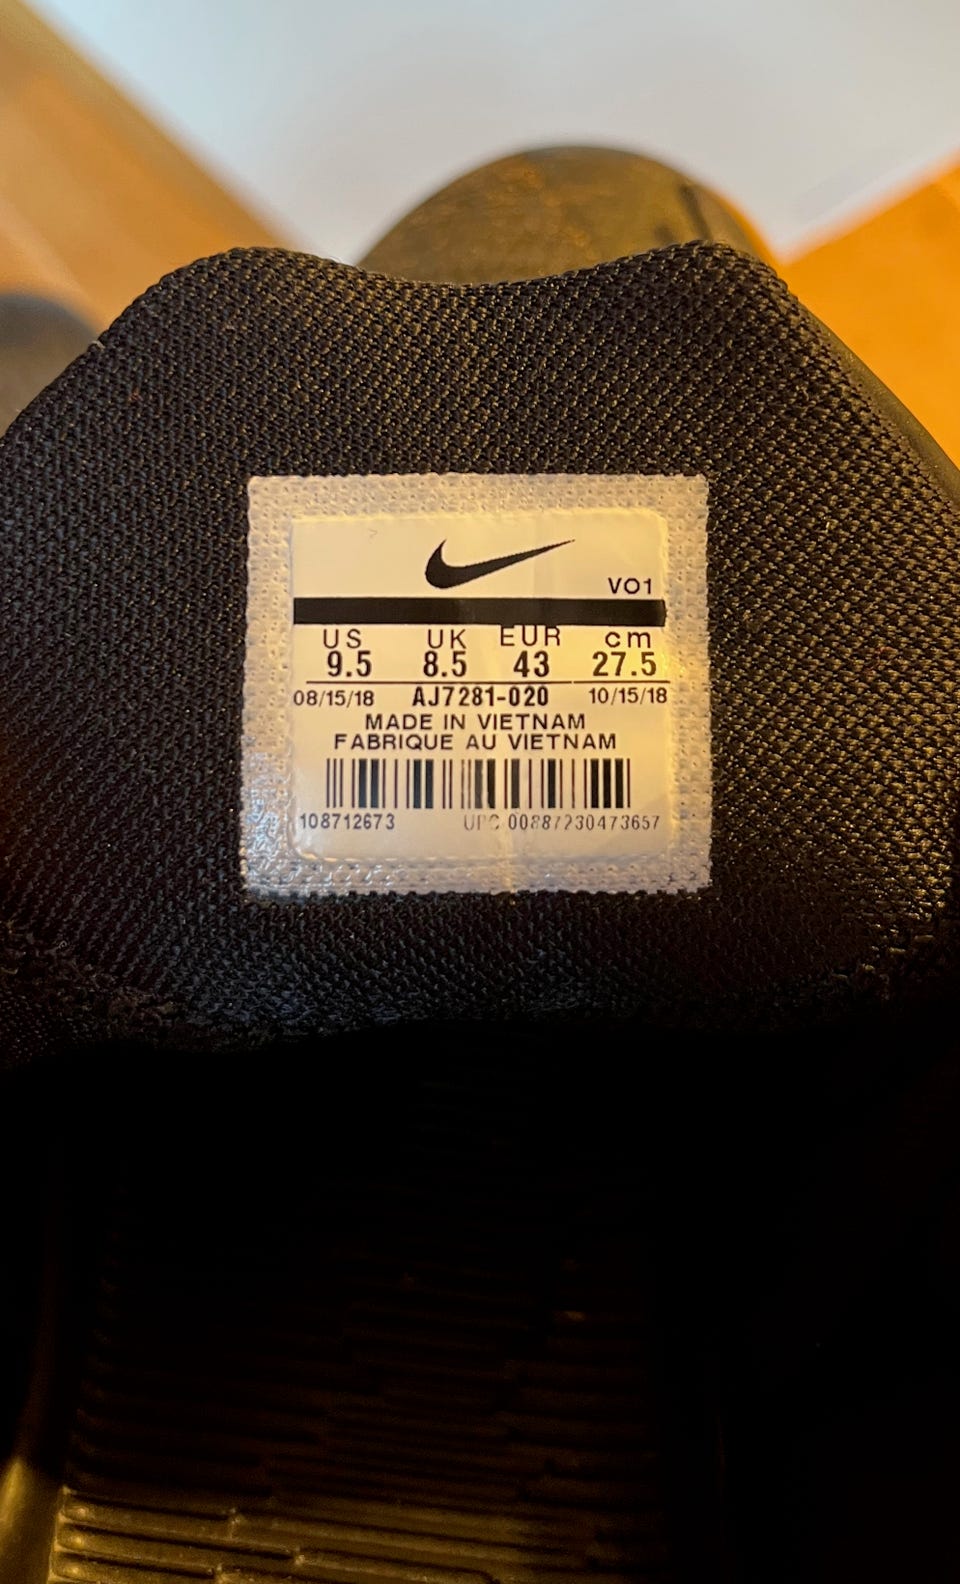 VO1
US UK EUR cm
9.5 8.5 43 27.5
08/15/18 AJ7281-020 10/15/18
MADE IN VIETNAM
FABRIQUE AU VIETNAM
108712673 UPC:00887230473657